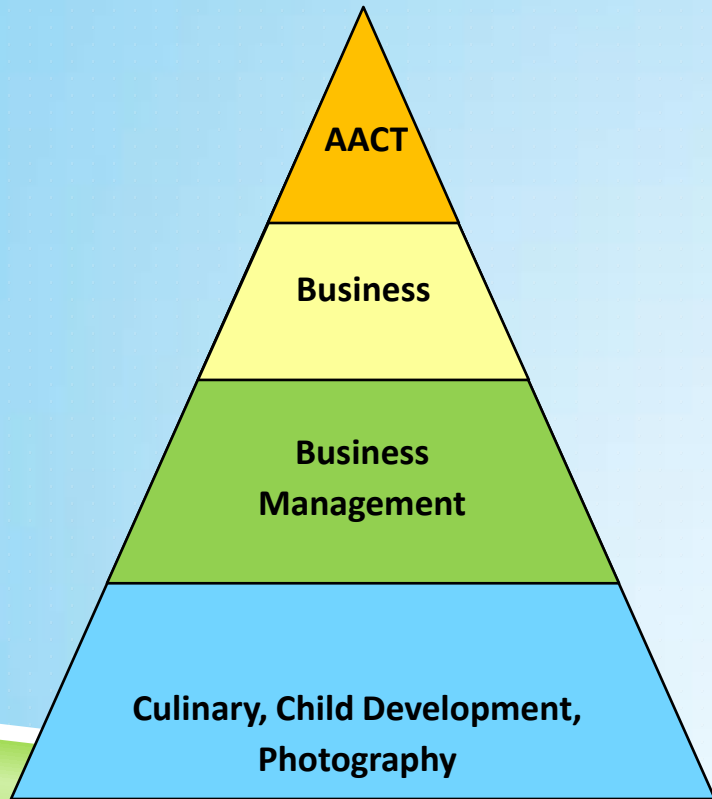 AACT
Business
Business
Management
Culinary, Child Development,
Photography